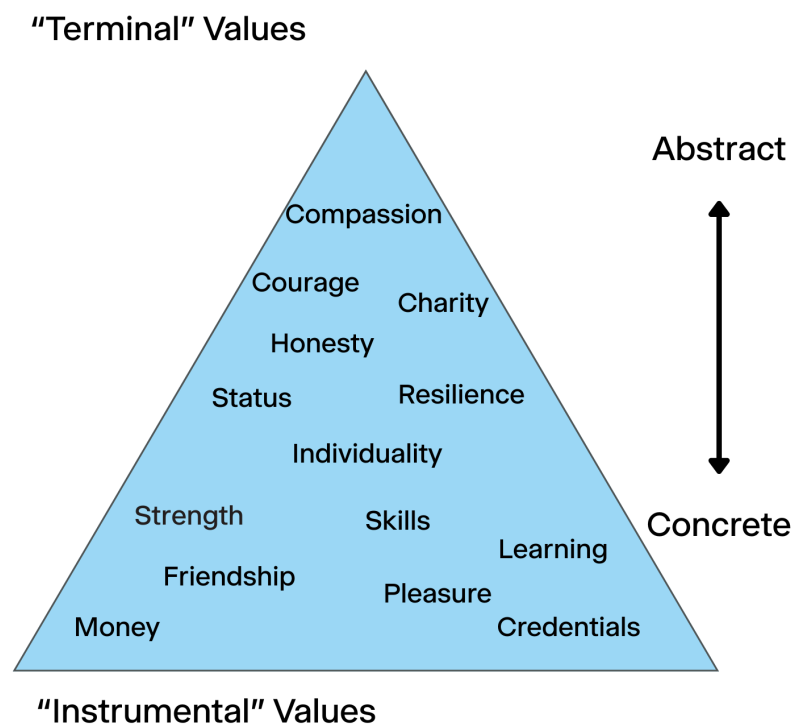 “Terminal” Values
Abstract
Compassion
Courage
Charity
Honesty
Status
Resilience
Individuality
Strength
Skills
Concrete
Learning
Friendship
Pleasure
Money
Credentials
“Instrumental” Values